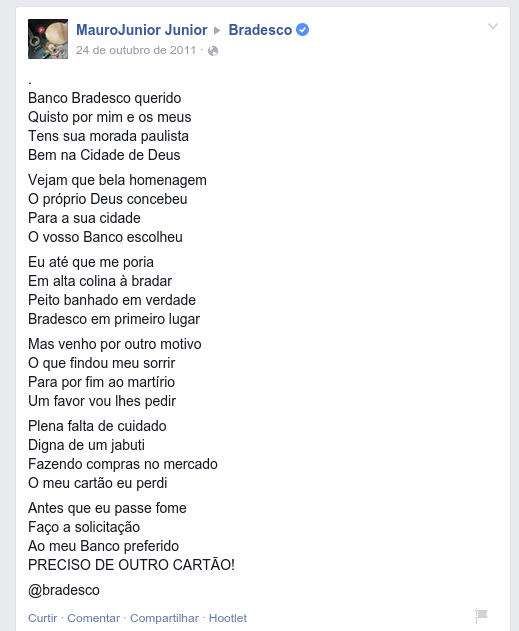 MauroJunior Junior Bradesco
24 de outubro de 2011 ·
.
Banco Bradesco querido
Quisto por mim e os meus
Tens sua morada paulista
Bem na Cidade de Deus
Vejam que bela homenagem
O próprio Deus concebeu
Para a sua cidade
O vosso Banco escolheu
Eu até que me poria
Em alta colina à bradar
Peito banhado em verdade
Bradesco em primeiro lugar
Mas venho por outro motivo
O que findou meu sorrir
Para por fim ao martírio
Um favor vou lhes pedir
Plena falta de cuidado
Digna de um jabuti
Fazendo compras no mercado
O meu cartão eu perdi
Antes que eu passe fome
Faço a solicitação
Ao meu Banco preferido
PRECISO DE OUTRO CARTÃO!
@bradesco
Curtir · Comentar · Compartilhar · Hootlet